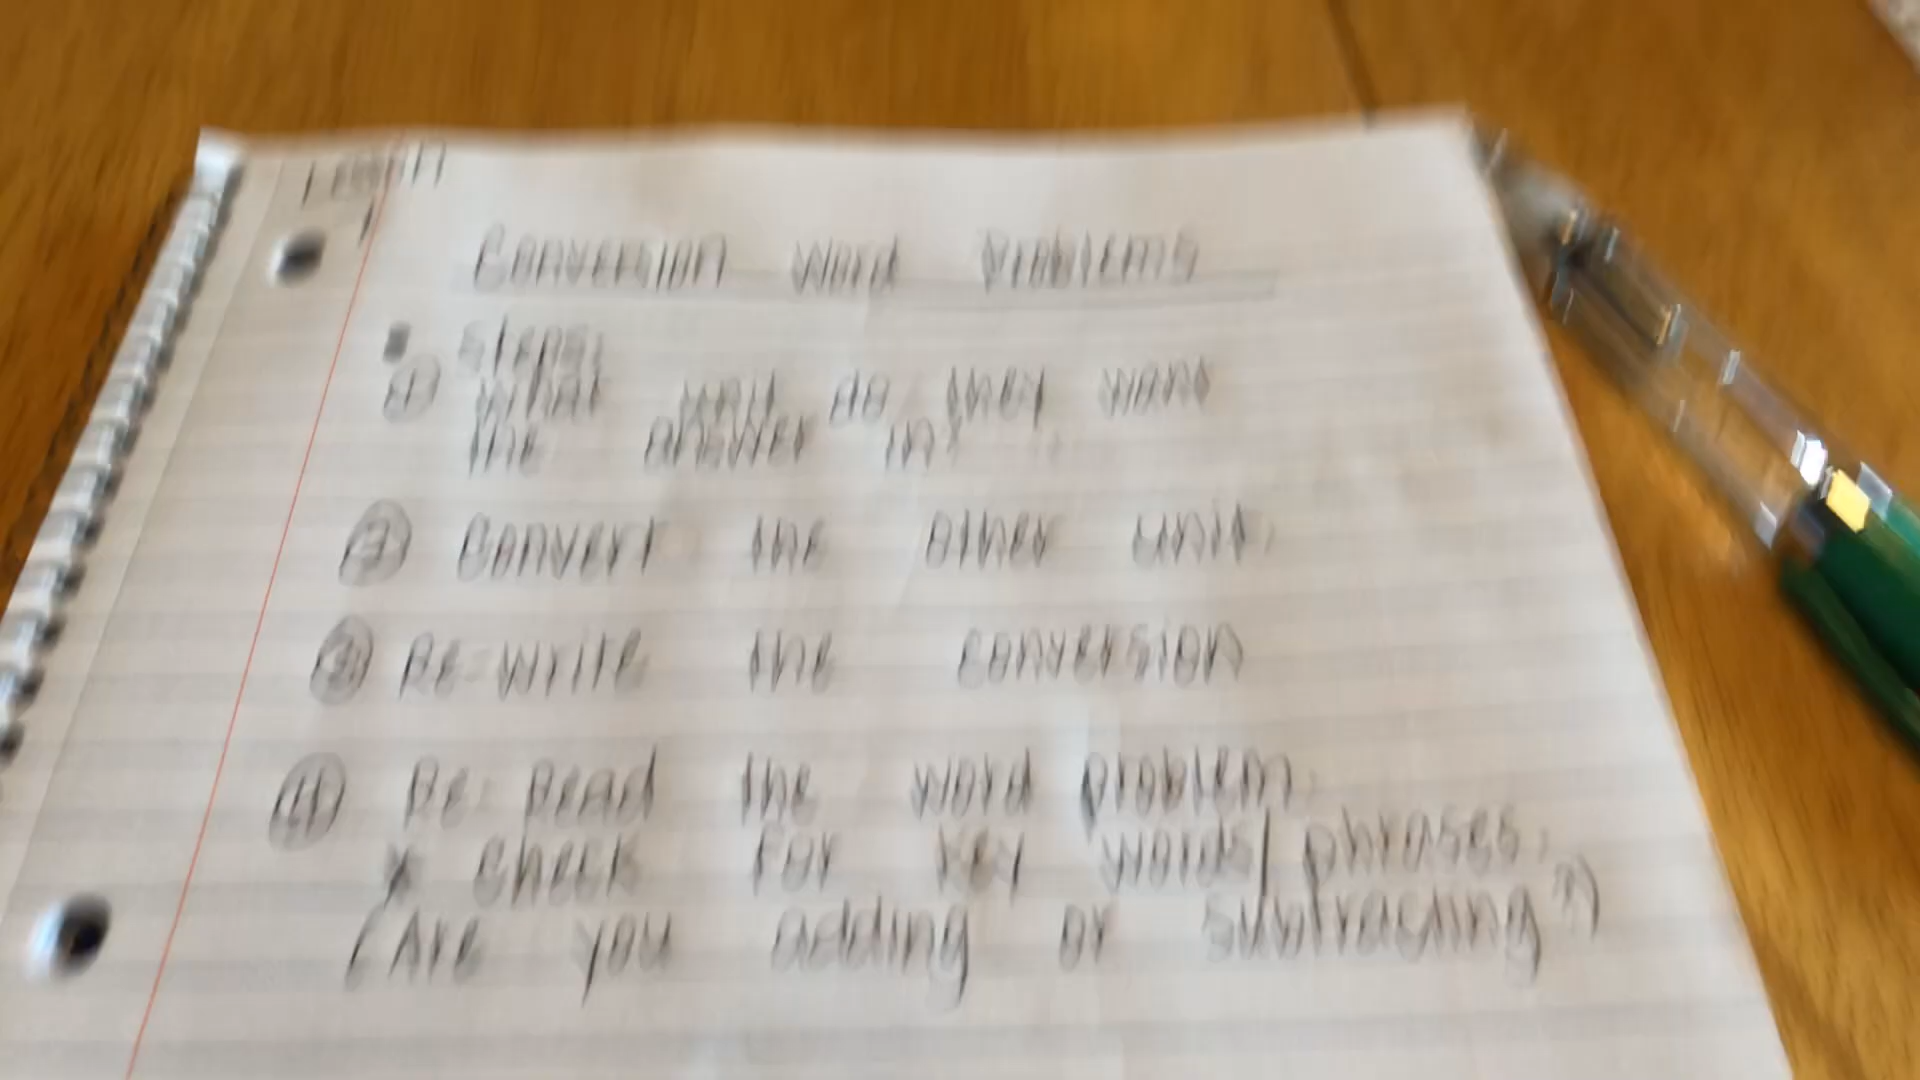 Conversion Word Problems
steps:
① What unit do they want
the answer in?
② Convert the other unit.
③ Re-write the conversion
④ Re-Read the word problem.
x check for key words/phrases.
(Are you adding or subtracting?)